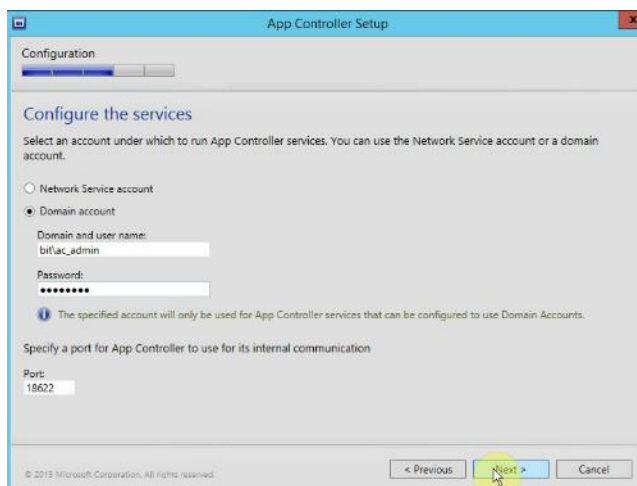 App Controller Setup
x
Configuration
Configure the services
Select an account under which to run App Controller services. You can use the Network Service account or a domain
account.
Network Service account
Domain account
Domain and user name:
bit\ac_admin
Password:
••••••••
The specified account will only be used for App Controller services that can be configured to use Domain Accounts.
Specify a port for App Controller to use for its internal communication
Port:
18622
© 2013 Microsoft Corporation. All rights reserved.
< Previous Next > Cancel